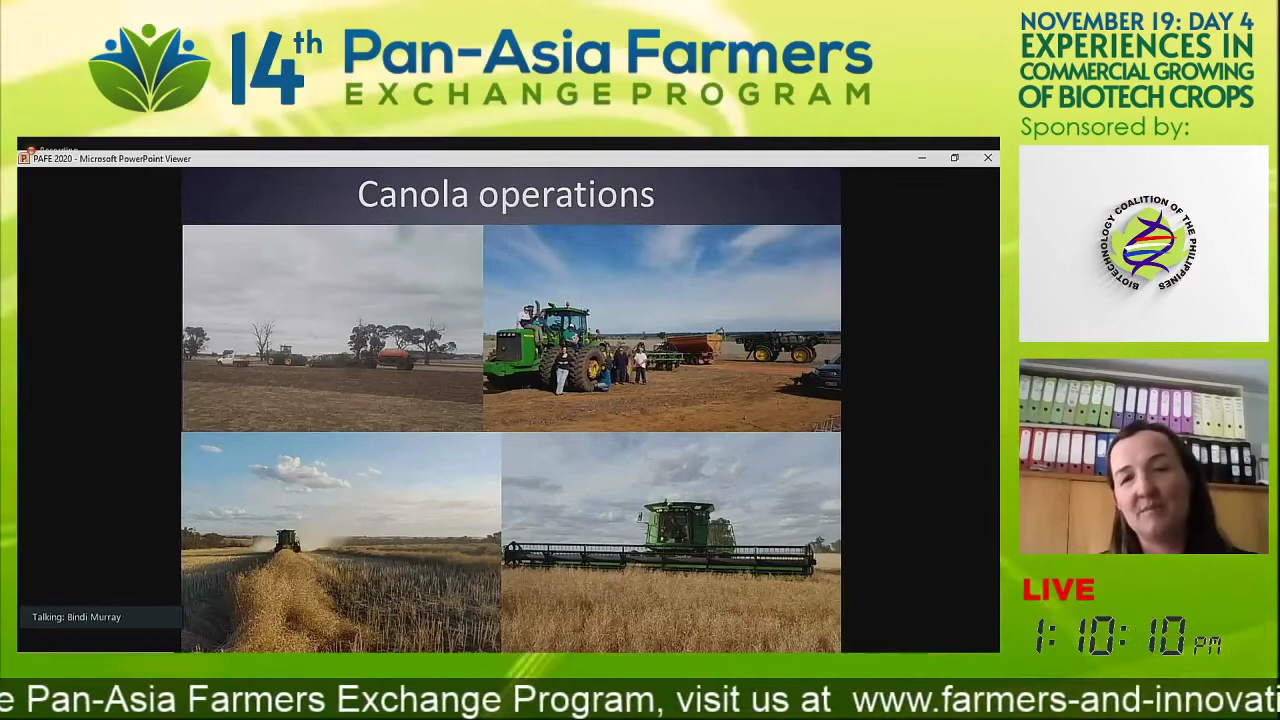 14th Pan-Asia Farmers
EXCHANGE PROGRAM
NOVEMBER 19: DAY 4
EXPERIENCES IN
COMMERCIAL GROWING
OF BIOTECH CROPS
Sponsored by:
BIOTECHNOLOGY COALITION OF THE PHILIPPINES
Recording
PAFE 2020 - Microsoft PowerPoint Viewer
Canola operations
Talking: Bindi Murray
LIVE
1:10:10 PM
e Pan-Asia Farmers Exchange Program, visit us at www.farmers-and-innovati